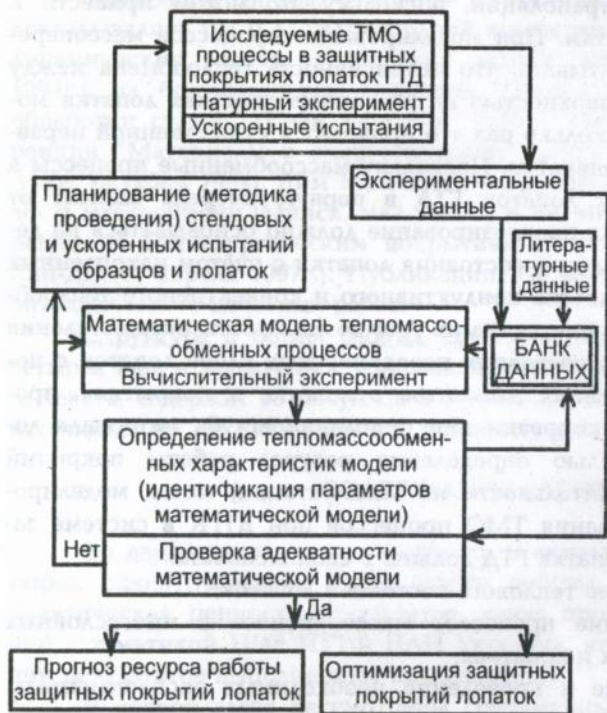 Исследуемые ТМО
процессы в защитных
покрытиях лопаток ГТД
Натурный эксперимент
Ускоренные испытания
Планирование (методика
проведения) стендовых
и ускоренных испытаний
образцов и лопаток
Экспериментальные
данные
Литера-
турные
данные
Математическая модель тепломассо-
обменных процессов
Вычислительный эксперимент
БАНК
ДАННЫХ
Определение тепломассообмен-
ных характеристик модели
(идентификация параметров
математической модели)
Нет
Проверка адекватности
математической модели
Да
Прогноз ресурса работы
защитных покрытий лопаток
Оптимизация защитных
покрытий лопаток